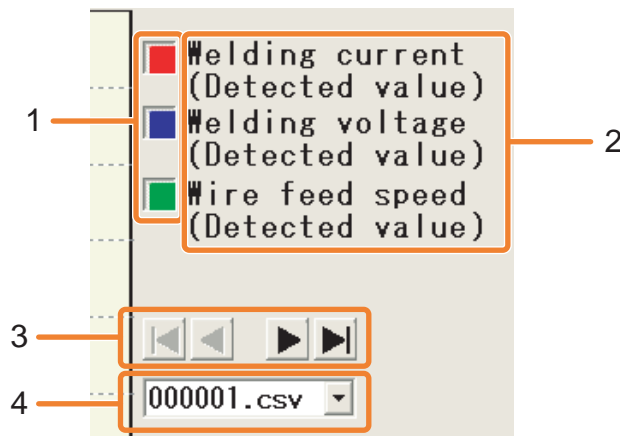 Welding current
(Detected value)
1
Welding voltage
2
(Detected value)
Wire feed speed
(Detected value)
3
000001.csv
4